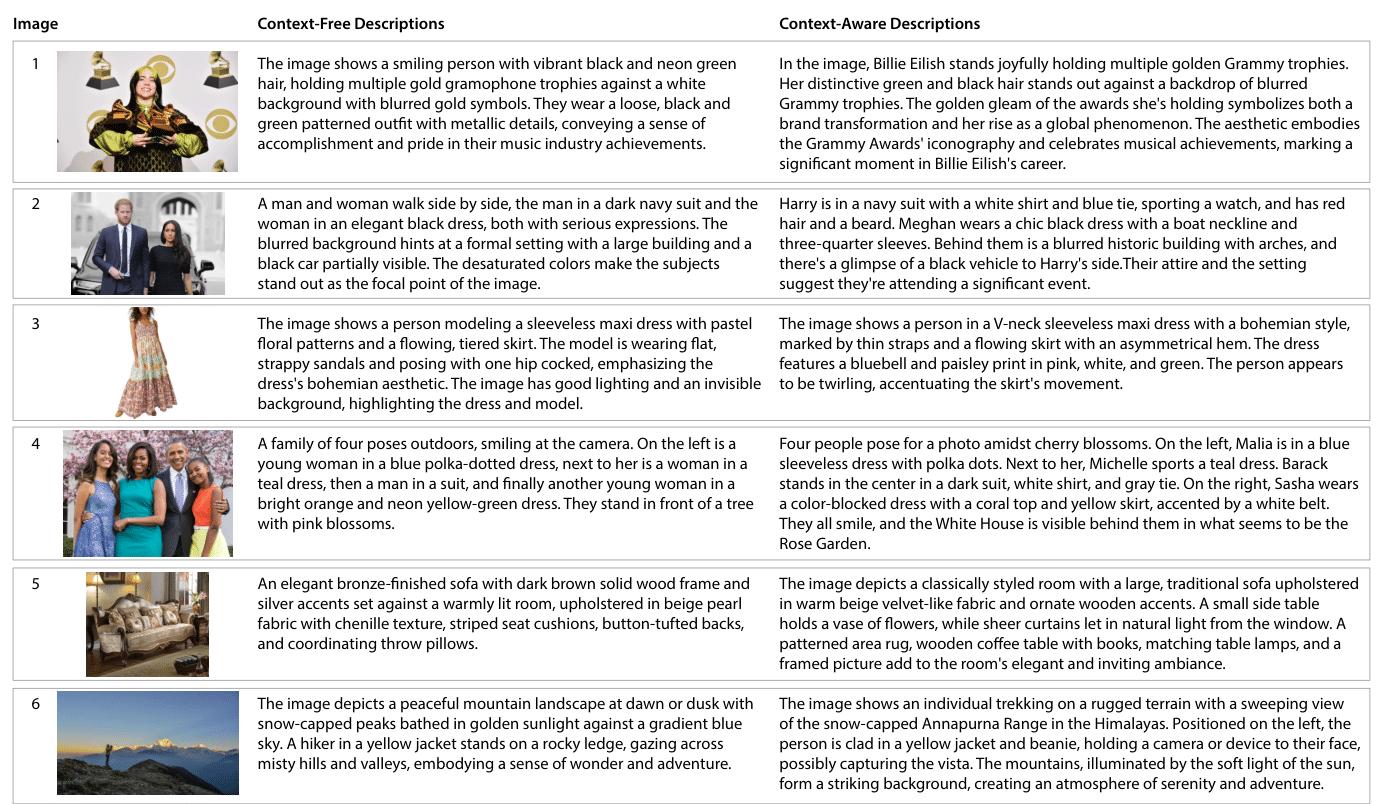 Image Context-Free Descriptions Context-Aware Descriptions
1
The image shows a smiling person with vibrant black and neon green
hair, holding multiple gold gramophone trophies against a white
background with blurred gold symbols. They wear a loose, black and
green patterned outfit with metallic details, conveying a sense of
accomplishment and pride in their music industry achievements.
In the image, Billie Eilish stands joyfully holding multiple golden Grammy trophies.
Her distinctive green and black hair stands out against a backdrop of blurred
Grammy trophies. The golden gleam of the awards she's holding symbolizes both a
brand transformation and her rise as a global phenomenon. The aesthetic embodies
the Grammy Awards' iconography and celebrates musical achievements, marking a
significant moment in Billie Eilish's career.
2
A man and woman walk side by side, the man in a dark navy suit and the
woman in an elegant black dress, both with serious expressions. The
blurred background hints at a formal setting with a large building and a
black car partially visible. The desaturated colors make the subjects
stand out as the focal point of the image.
Harry is in a navy suit with a white shirt and blue tie, sporting a watch, and has red
hair and a beard. Meghan wears a chic black dress with a boat neckline and
three-quarter sleeves. Behind them is a blurred historic building with arches, and
there's a glimpse of a black vehicle to Harry's side.Their attire and the setting
suggest they're attending a significant event.
3
The image shows a person modeling a sleeveless maxi dress with pastel
floral patterns and a flowing, tiered skirt. The model is wearing flat,
strappy sandals and posing with one hip cocked, emphasizing the
dress's bohemian aesthetic. The image has good lighting and an invisible
background, highlighting the dress and model.
The image shows a person in a V-neck sleeveless maxi dress with a bohemian style,
marked by thin straps and a flowing skirt with an asymmetrical hem. The dress
features a bluebell and paisley print in pink, white, and green. The person appears
to be twirling, accentuating the skirt's movement.
4
A family of four poses outdoors, smiling at the camera. On the left is a
young woman in a blue polka-dotted dress, next to her is a woman in a
teal dress, then a man in a suit, and finally another young woman in a
bright orange and neon yellow-green dress. They stand in front of a tree
with pink blossoms.
Four people pose for a photo amidst cherry blossoms. On the left, Malia is in a blue
sleeveless dress with polka dots. Next to her, Michelle sports a teal dress. Barack
stands in the center in a dark suit, white shirt, and gray tie. On the right, Sasha wears
a color-blocked dress with a coral top and yellow skirt, accented by a white belt.
They all smile, and the White House is visible behind them in what seems to be the
Rose Garden.
5
An elegant bronze-finished sofa with dark brown solid wood frame and
silver accents set against a warmly lit room, upholstered in beige pearl
fabric with chenille texture, striped seat cushions, button-tufted backs,
and coordinating throw pillows.
The image depicts a classically styled room with a large, traditional sofa upholstered
in warm beige velvet-like fabric and ornate wooden accents. A small side table
holds a vase of flowers, while sheer curtains let in natural light from the window. A
patterned area rug, wooden coffee table with books, matching table lamps, and a
framed picture add to the room's elegant and inviting ambiance.
6
The image depicts a peaceful mountain landscape at dawn or dusk with
snow-capped peaks bathed in golden sunlight against a gradient blue
sky. A hiker in a yellow jacket stands on a rocky ledge, gazing across
misty hills and valleys, embodying a sense of wonder and adventure.
The image shows an individual trekking on a rugged terrain with a sweeping view
of the snow-capped Annapurna Range in the Himalayas. Positioned on the left, the
person is clad in a yellow jacket and beanie, holding a camera or device to their face,
possibly capturing the vista. The mountains, illuminated by the soft light of the sun,
form a striking background, creating an atmosphere of serenity and adventure.